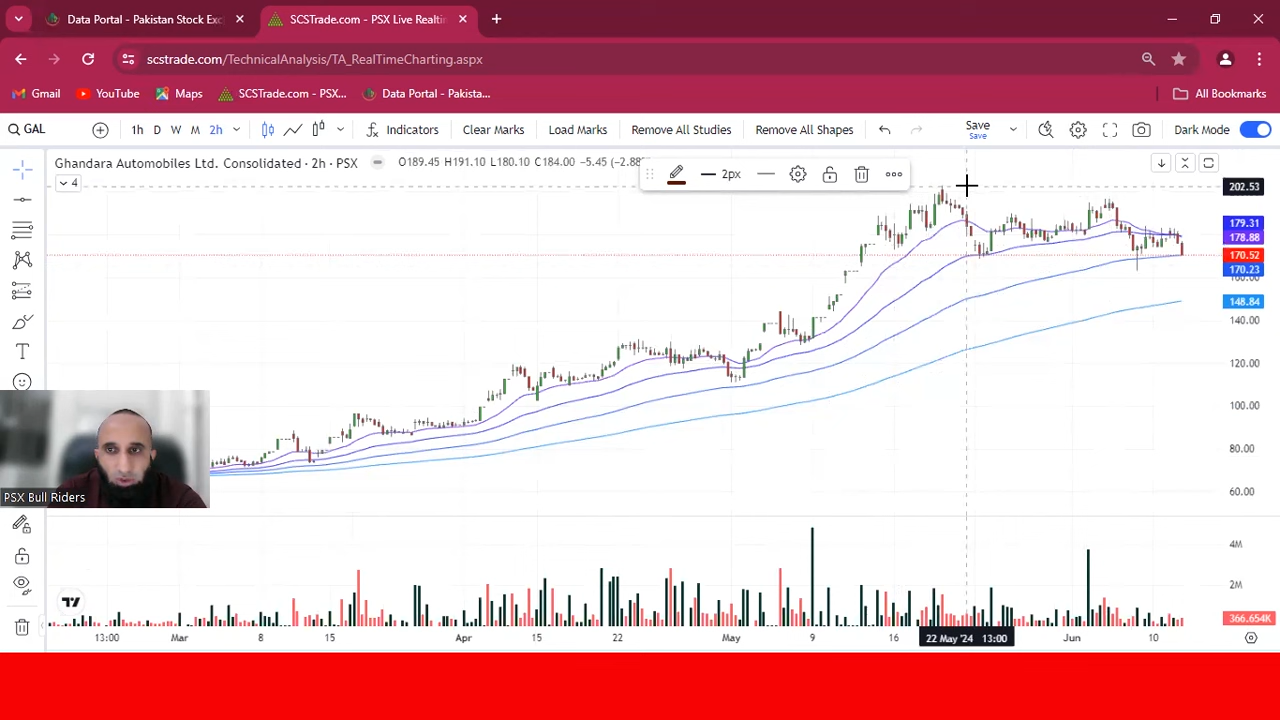 Data Portal - Pakistan Stock Exc
SCSTrade.com - PSX Live Realti
scstrade.com/TechnicalAnalysis/TA_RealTimeCharting.aspx
Gmail YouTube Maps SCSTrade.com - PSX... Data Portal - Pakista... All Bookmarks
GAL 1h D W M 2h Indicators Clear Marks Load Marks Remove All Studies Remove All Shapes Save Dark Mode
Save
Ghandara Automobiles Ltd. Consolidated · 2h · PSX O189.45 H191.10 L180.10 C184.00 −5.45
2px
4
202.53
179.31
178.88
170.52
170.23
160.00
148.84
140.00
120.00
100.00
80.00
60.00
PSX Bull Riders
4M
2M
366.654K
13:00 Mar 8 15 Apr 15 22 May 9 16 22 May '24 13:00 Jun 10